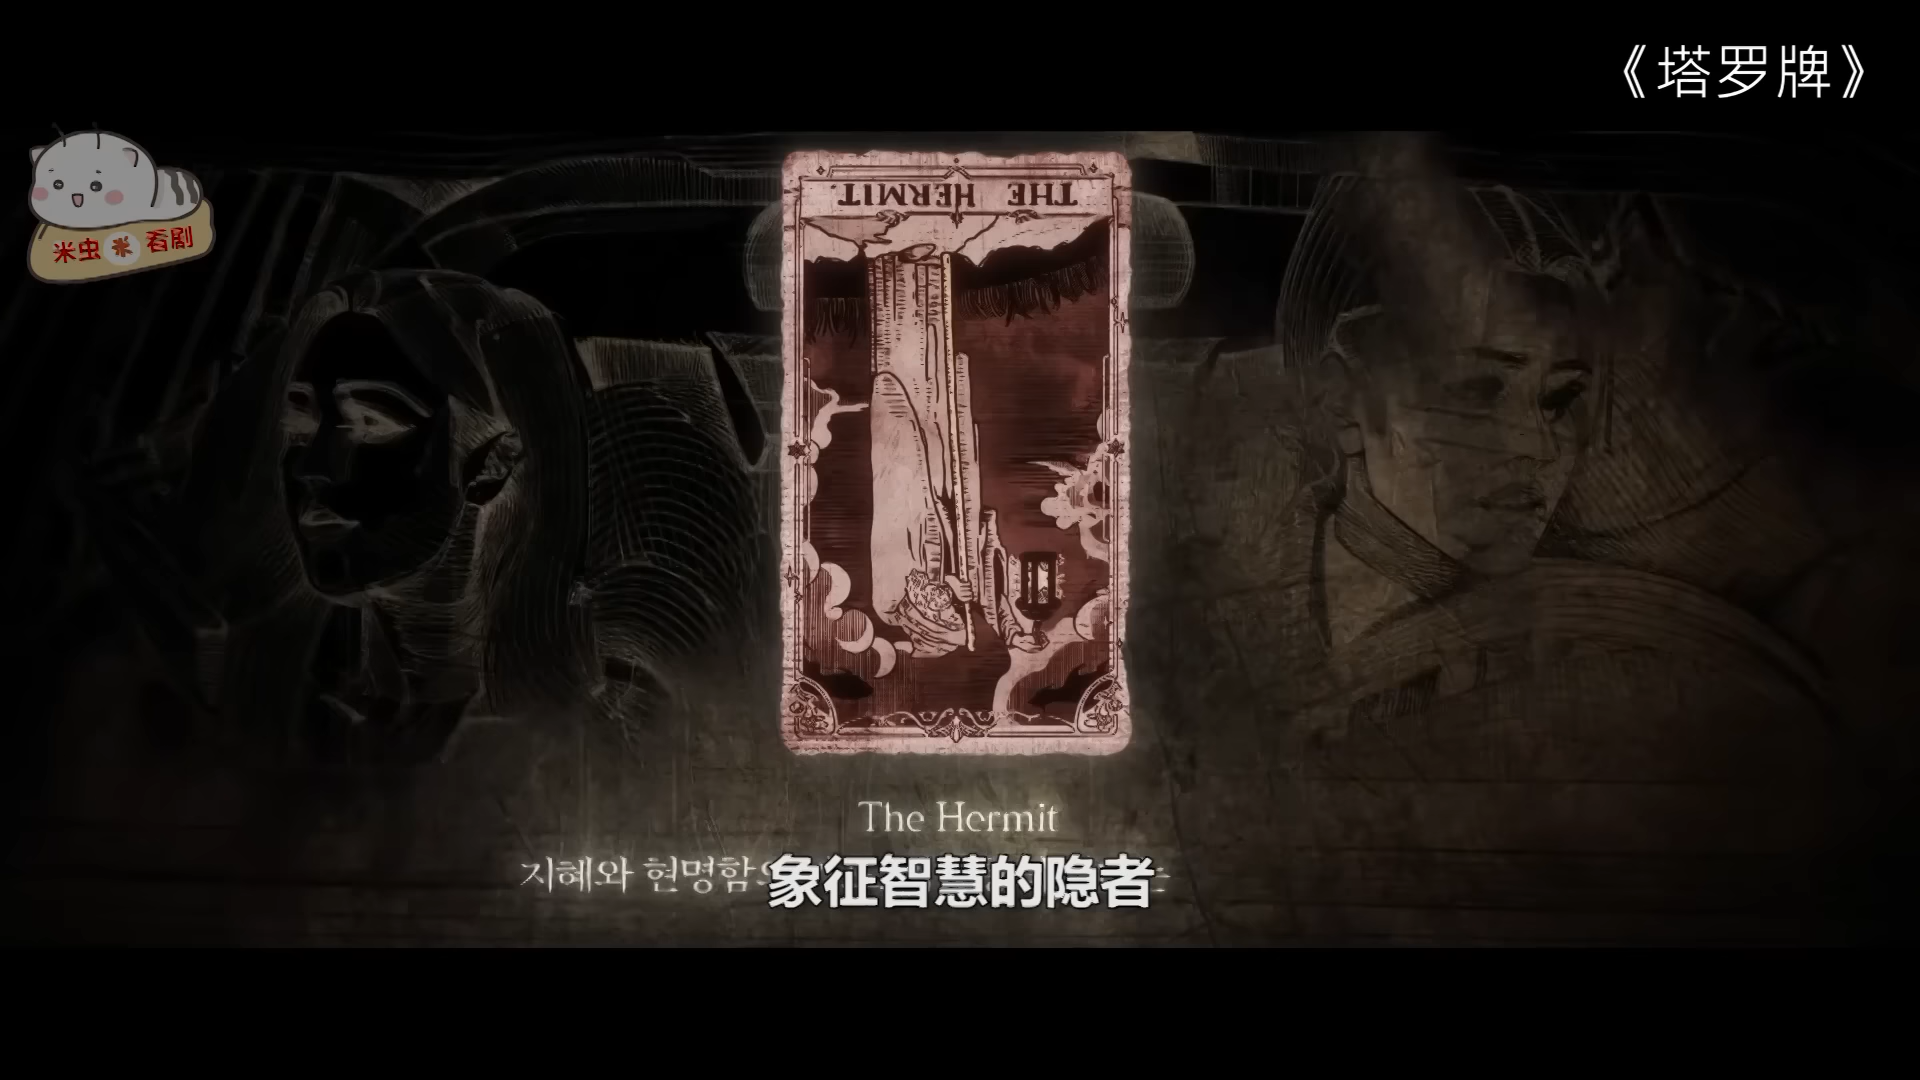 《塔罗牌》
米虫 米 看剧
THE HERMIT.
The Hermit
지혜와 현명함
象征智慧的隐者